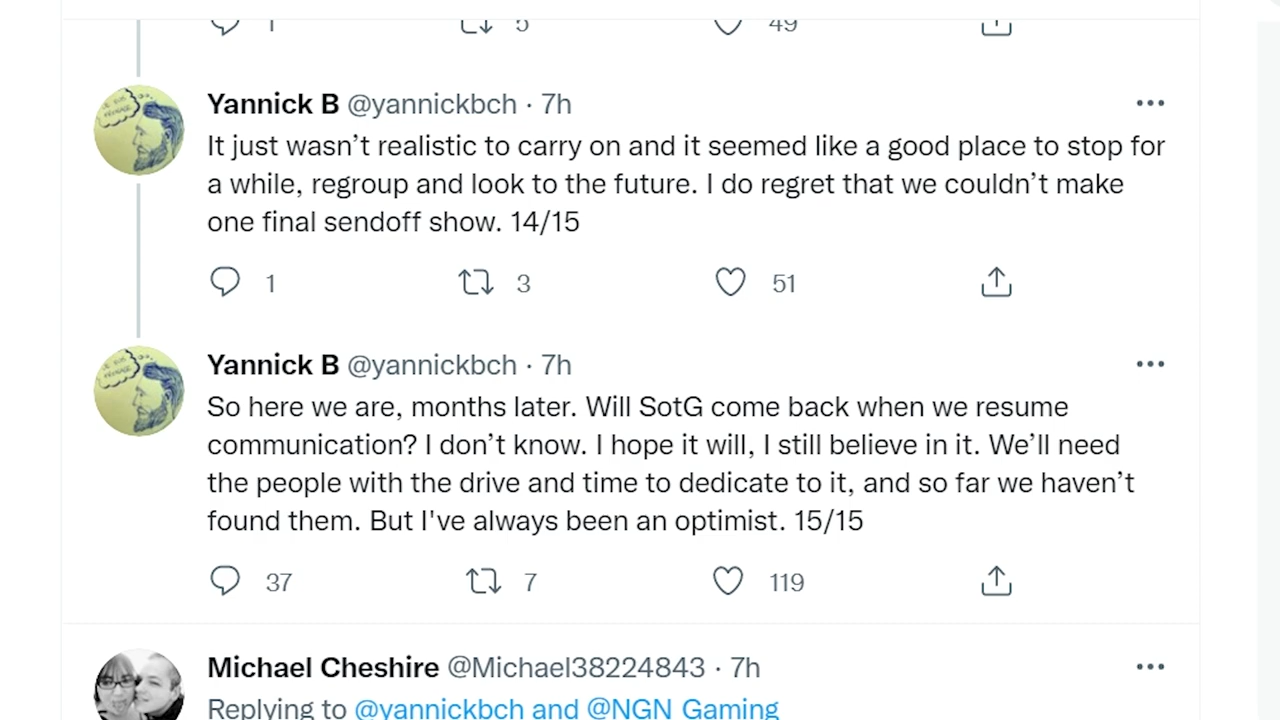 1 5 49
Yannick B @yannickbch · 7h
It just wasn’t realistic to carry on and it seemed like a good place to stop for
a while, regroup and look to the future. I do regret that we couldn’t make
one final sendoff show. 14/15
1 3 51
Yannick B @yannickbch · 7h
So here we are, months later. Will SotG come back when we resume
communication? I don’t know. I hope it will, I still believe in it. We’ll need
the people with the drive and time to dedicate to it, and so far we haven’t
found them. But I've always been an optimist. 15/15
37 7 119
Michael Cheshire @Michael38224843 · 7h
Replying to @yannickbch and @NGN_Gaming